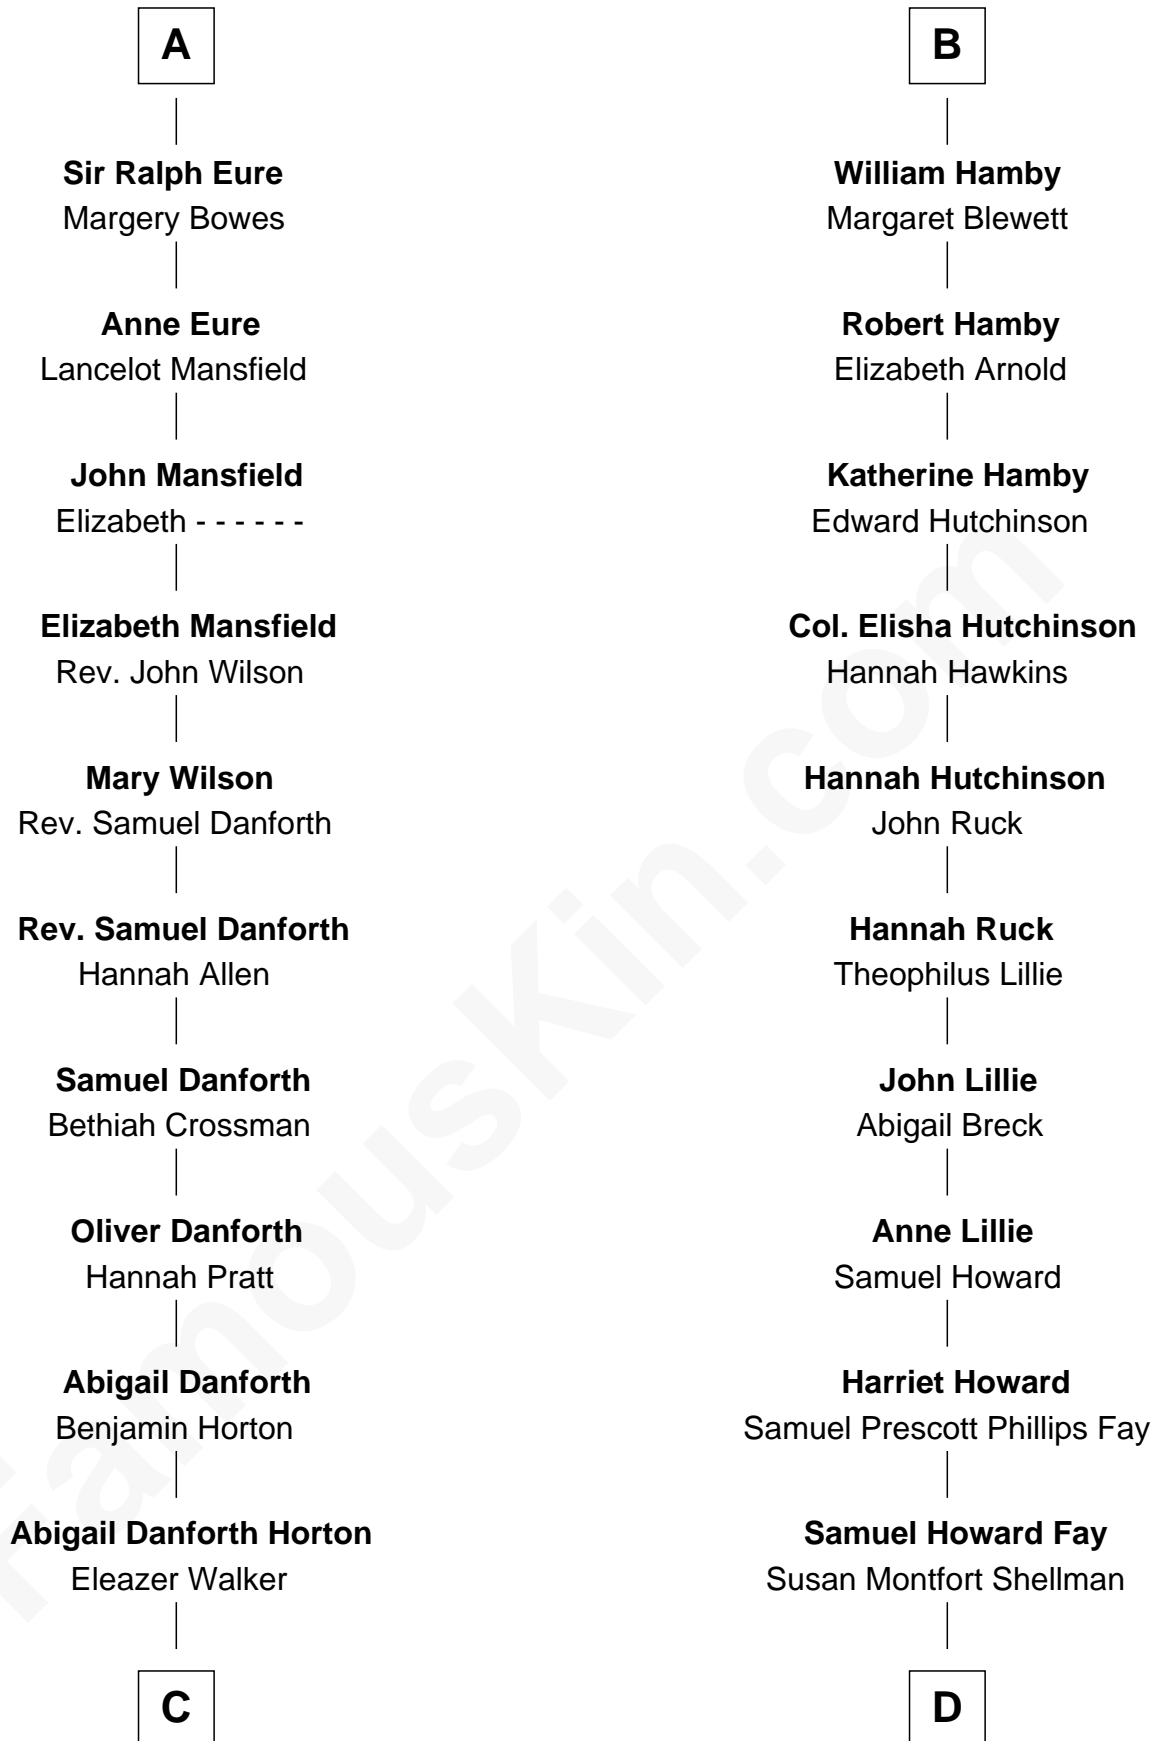 A
Sir Ralph Eure
Margery Bowes
Anne Eure
Lancelot Mansfield
John Mansfield
Elizabeth - - - - - -
Elizabeth Mansfield
Rev. John Wilson
Mary Wilson
Rev. Samuel Danforth
Rev. Samuel Danforth
Hannah Allen
Samuel Danforth
Bethiah Crossman
Oliver Danforth
Hannah Pratt
Abigail Danforth
Benjamin Horton
Abigail Danforth Horton
Eleazer Walker
C
B
William Hamby
Margaret Blewett
Robert Hamby
Elizabeth Arnold
Katherine Hamby
Edward Hutchinson
Col. Elisha Hutchinson
Hannah Hawkins
Hannah Hutchinson
John Ruck
Hannah Ruck
Theophilus Lillie
John Lillie
Abigail Breck
Anne Lillie
Samuel Howard
Harriet Howard
Samuel Prescott Phillips Fay
Samuel Howard Fay
Susan Montfort Shellman
D
FamousKin.com